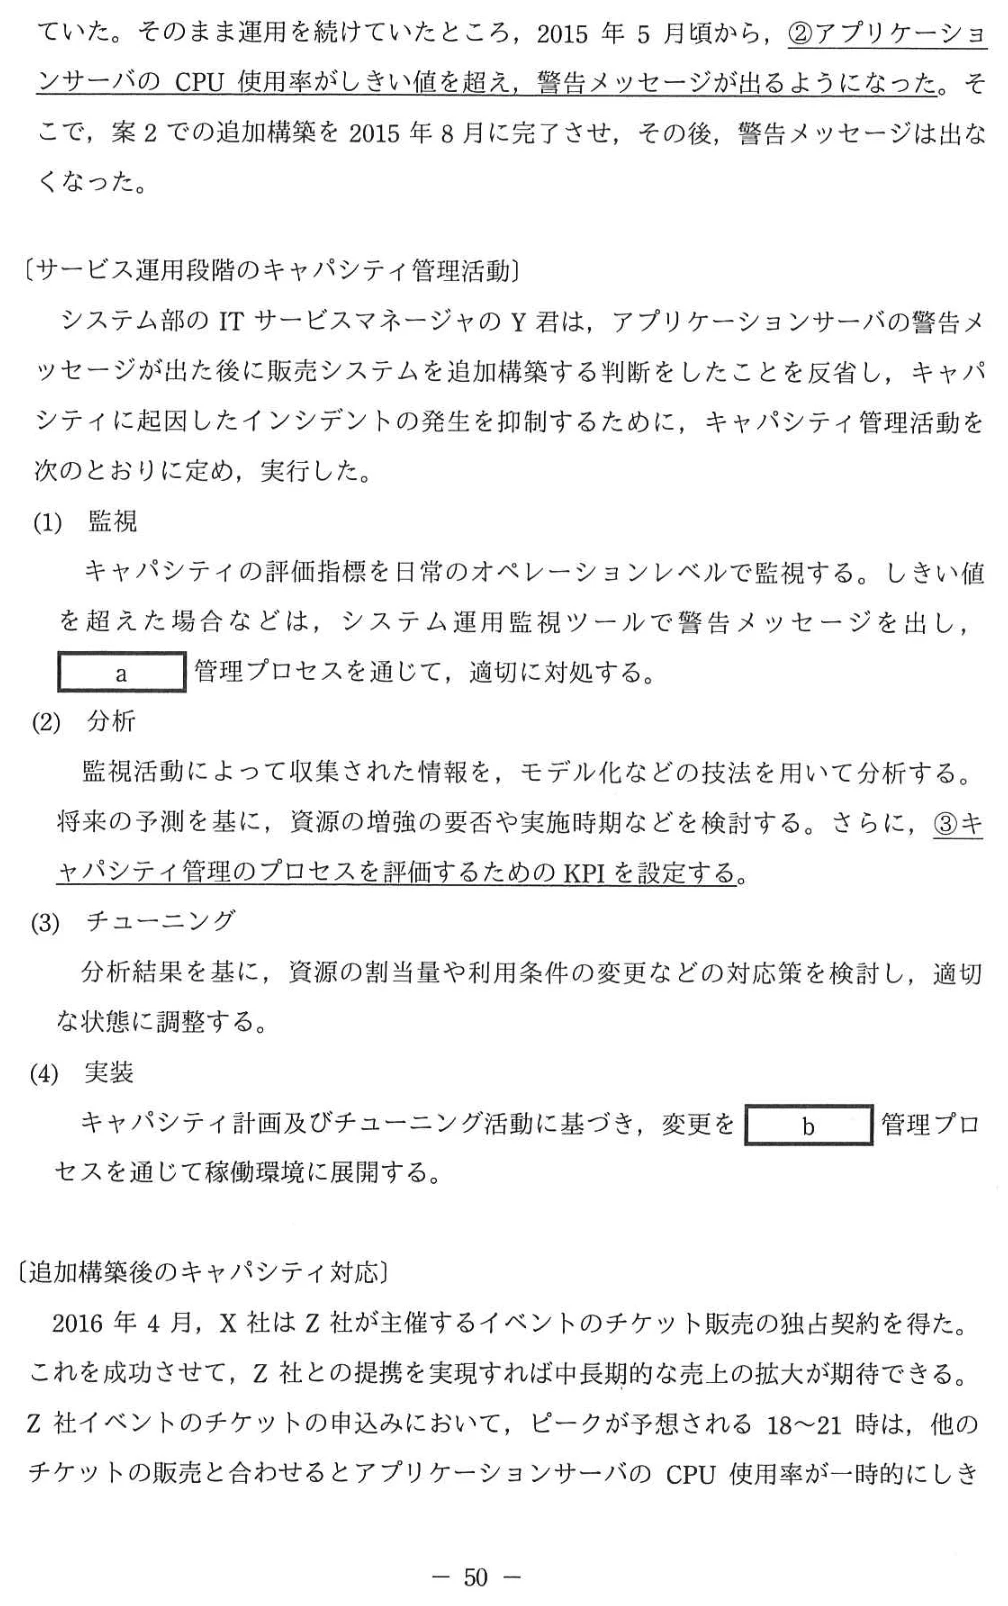 ていた。そのまま運用を続けていたところ，2015 年 5 月頃から，②アプリケーショ
ンサーバの CPU 使用率がしきい値を超え，警告メッセージが出るようになった。そ
こで，案 2 での追加構築を 2015 年 8 月に完了させ，その後，警告メッセージは出な
くなった。
〔サービス運用段階のキャパシティ管理活動〕
システム部の IT サービスマネージャの Y 君は，アプリケーションサーバの警告メ
ッセージが出た後に販売システムを追加構築する判断をしたことを反省し，キャパ
シティに起因したインシデントの発生を抑制するために，キャパシティ管理活動を
次のとおりに定め，実行した。
(1) 監視
キャパシティの評価指標を日常のオペレーションレベルで監視する。しきい値
を超えた場合などは，システム運用監視ツールで警告メッセージを出し，
a 管理プロセスを通じて，適切に対処する。
(2) 分析
監視活動によって収集された情報を，モデル化などの技法を用いて分析する。
将来の予測を基に，資源の増強の要否や実施時期などを検討する。さらに，③キ
ャパシティ管理のプロセスを評価するための KPI を設定する。
(3) チューニング
分析結果を基に，資源の割当量や利用条件の変更などの対応策を検討し，適切
な状態に調整する。
(4) 実装
キャパシティ計画及びチューニング活動に基づき，変更を b 管理プロ
セスを通じて稼働環境に展開する。
〔追加構築後のキャパシティ対応〕
2016 年 4 月，X 社は Z 社が主催するイベントのチケット販売の独占契約を得た。
これを成功させて，Z 社との提携を実現すれば中長期的な売上の拡大が期待できる。
Z 社イベントのチケットの申込みにおいて，ピークが予想される 18～21 時は，他の
チケットの販売と合わせるとアプリケーションサーバの CPU 使用率が一時的にしき
－ 50 －